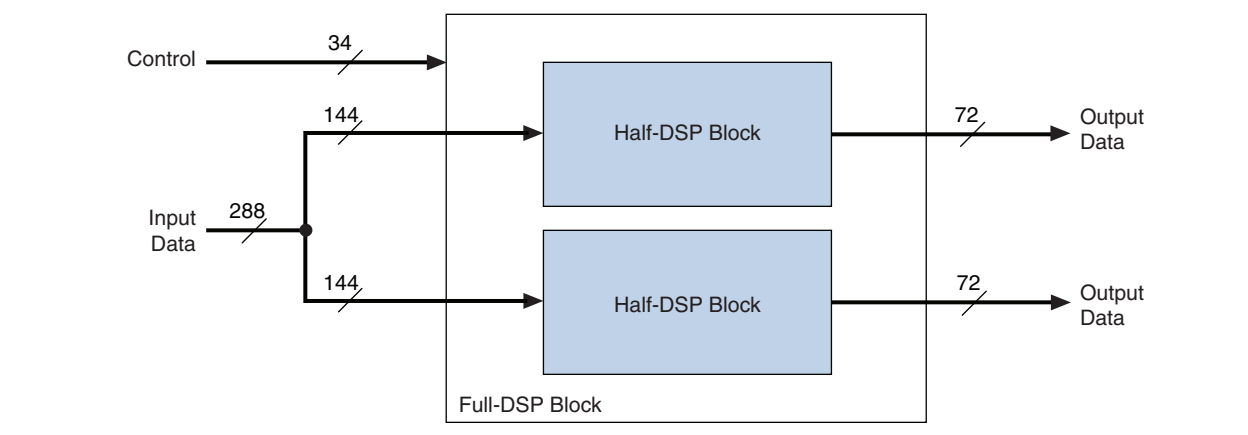 Control
34
144
Half-DSP Block
72
Output
Data
Input
Data
288
144
Half-DSP Block
72
Output
Data
Full-DSP Block